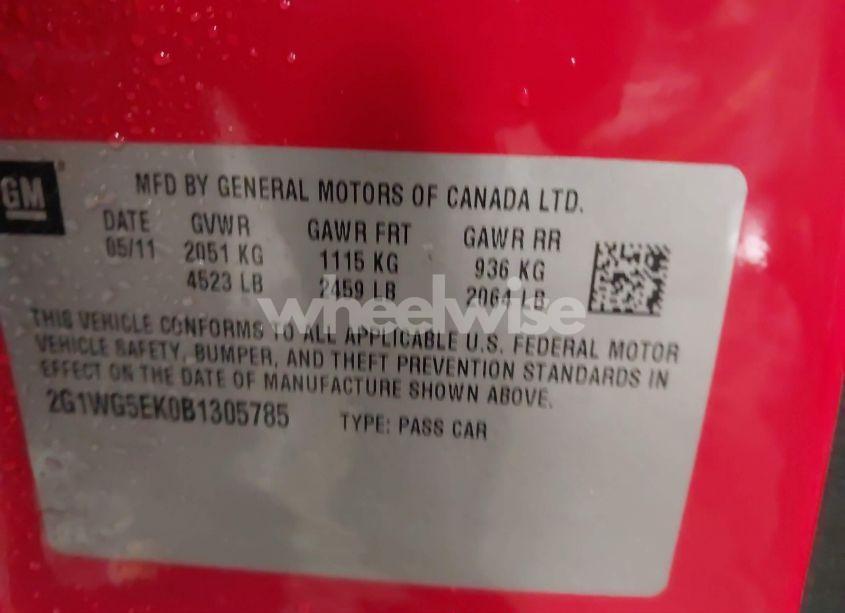 GM
MFD BY GENERAL MOTORS OF CANADA LTD.
DATE GVWR GAWR FRT GAWR RR
05/11 2051 KG 1115 KG 936 KG
4523 LB 2459 LB 2064 LB
wheelwise
THIS VEHICLE CONFORMS TO ALL APPLICABLE U.S. FEDERAL MOTOR
VEHICLE SAFETY, BUMPER, AND THEFT PREVENTION STANDARDS IN
EFFECT ON THE DATE OF MANUFACTURE SHOWN ABOVE.
2G1WG5EK0B1305785 TYPE: PASS CAR